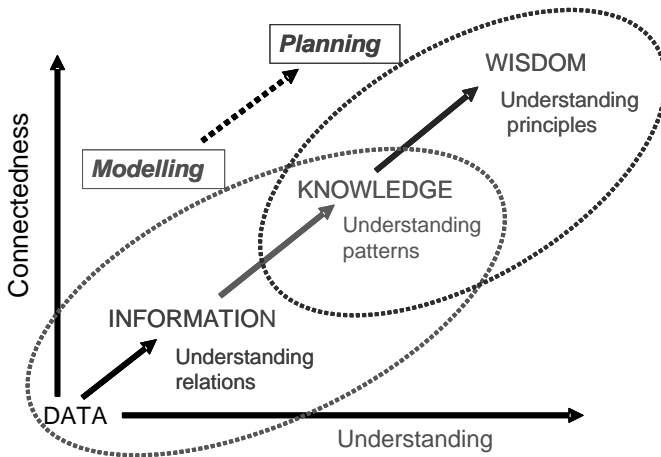 Planning
WISDOM
Understanding
principles
Modelling
KNOWLEDGE
Understanding
patterns
Connectedness
INFORMATION
Understanding
relations
DATA
Understanding